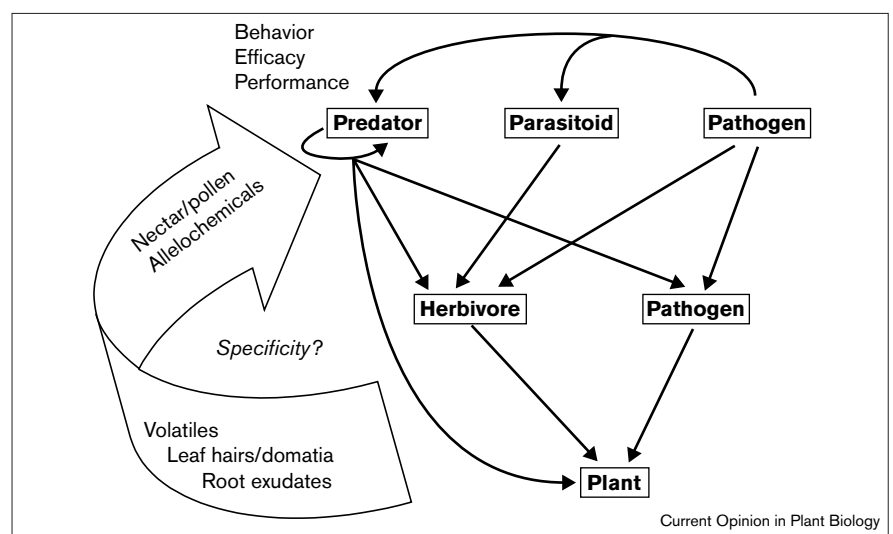 Behavior
Efficacy
Performance
Predator
Parasitoid
Pathogen
Nectar/pollen
Allelochemicals
Herbivore
Pathogen
Specificity?
Volatiles
Leaf hairs/domatia
Root exudates
Plant
Current Opinion in Plant Biology